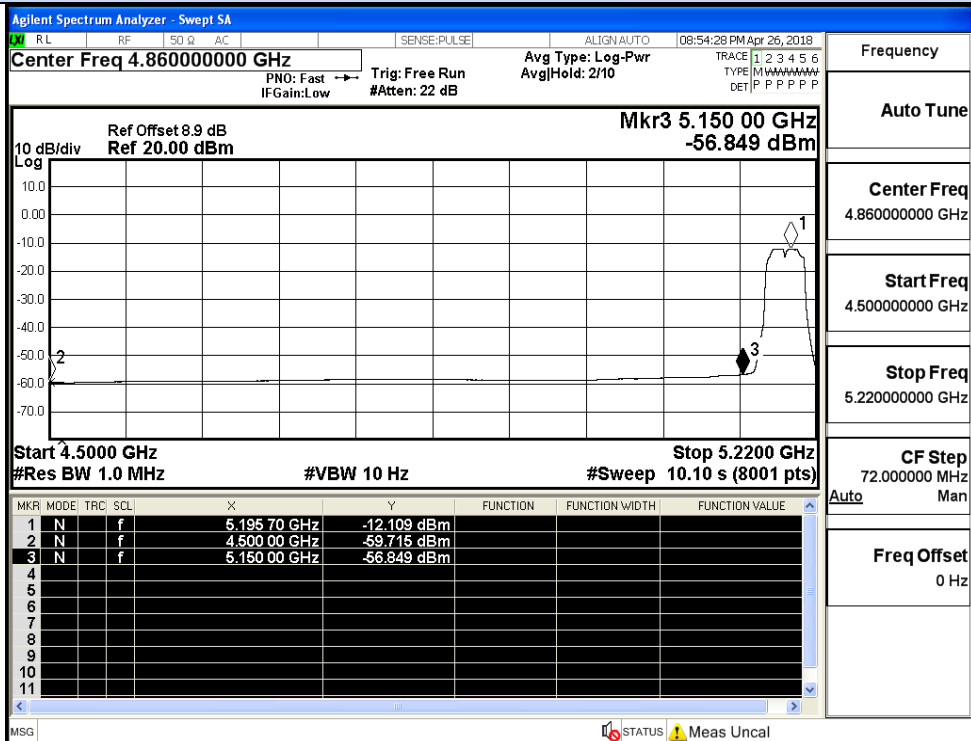 Agilent Spectrum Analyzer - Swept SA
LXI RL RF 50 Ω AC SENSE:PULSE ALIGN AUTO 08:54:28 PM Apr 26, 2018
Center Freq 4.860000000 GHz Avg Type: Log-Pwr TRACE 1 2 3 4 5 6
PNO: Fast Trig: Free Run Avg|Hold: 2/10 TYPE M WWWWW
IFGain:Low #Atten: 22 dB DET P P P P P P
Mkr3 5.150 00 GHz
Ref Offset 8.9 dB
10 dB/div Ref 20.00 dBm -56.849 dBm
Log
10.0
0.00
1
-10.0
-20.0
-30.0
-40.0
-50.0
2
3
-60.0
-70.0
Start 4.5000 GHz Stop 5.2200 GHz
#Res BW 1.0 MHz #VBW 10 Hz #Sweep 10.10 s (8001 pts)
MKR MODE TRC SCL X Y FUNCTION FUNCTION WIDTH FUNCTION VALUE
1 N f 5.195 70 GHz -12.109 dBm
2 N f 4.500 00 GHz -59.715 dBm
3 N f 5.150 00 GHz -56.849 dBm
4
5
6
7
8
9
10
11
MSG STATUS Meas Uncal
Frequency
Auto Tune
Center Freq
4.860000000 GHz
Start Freq
4.500000000 GHz
Stop Freq
5.220000000 GHz
CF Step
72.000000 MHz
Auto Man
Freq Offset
0 Hz